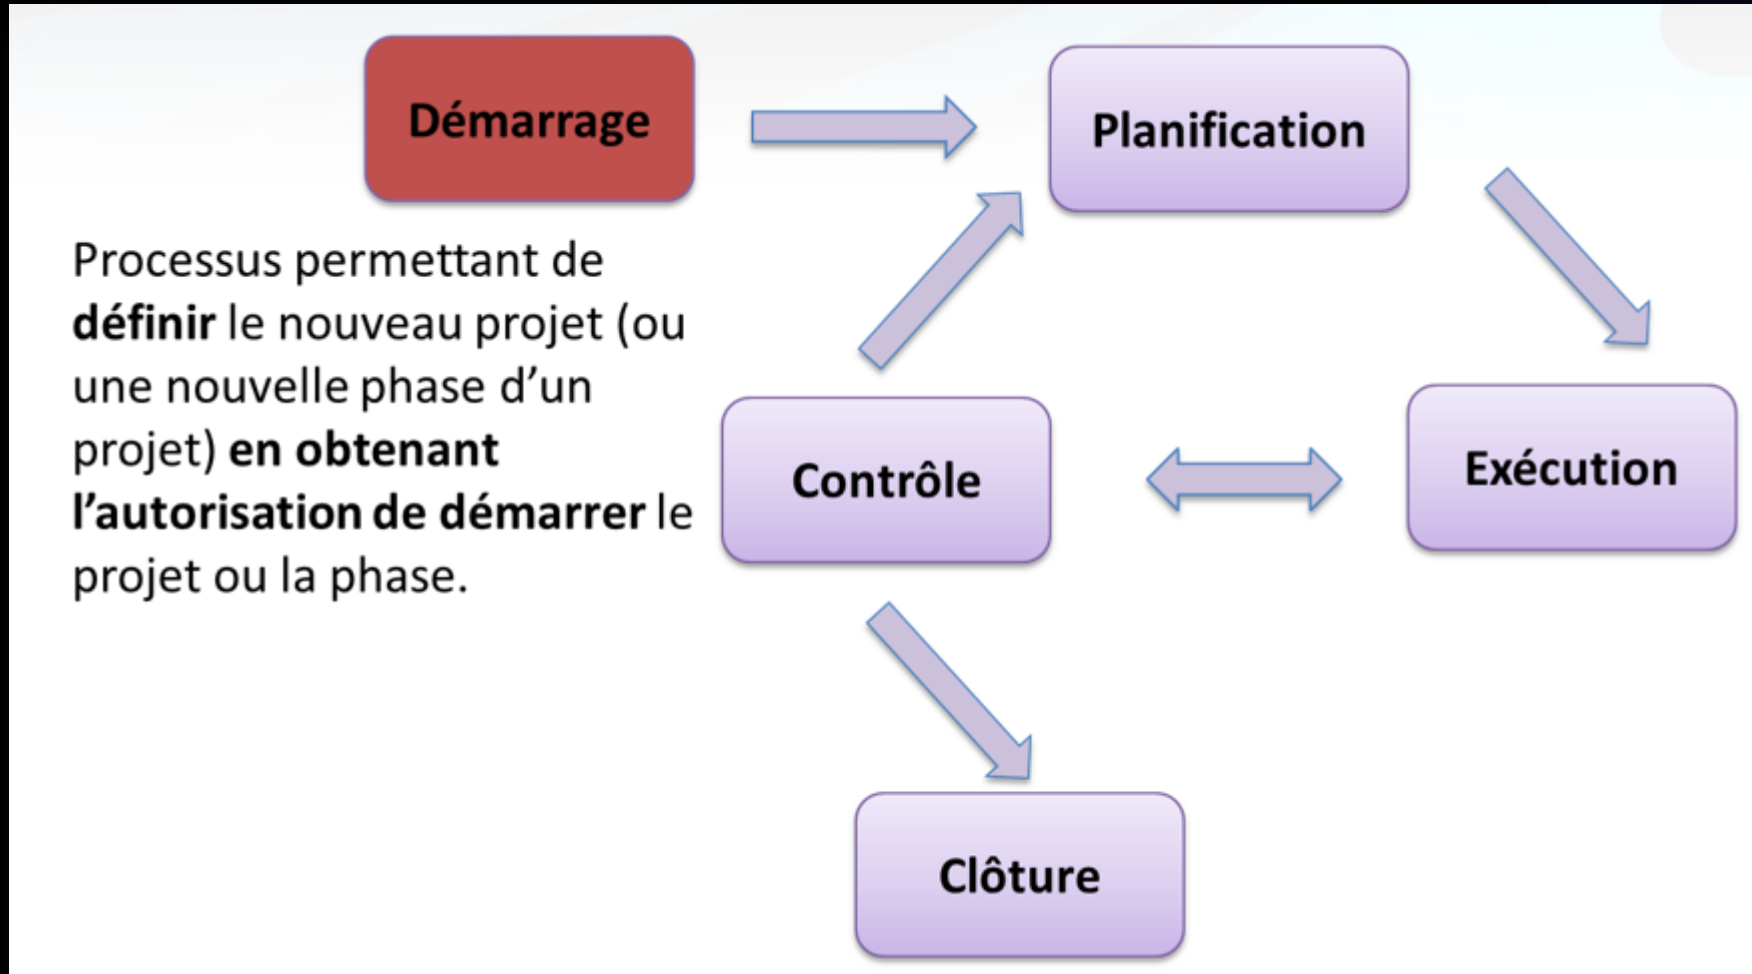 Démarrage
Planification
Processus permettant de
définir le nouveau projet (ou
une nouvelle phase d’un
projet) en obtenant
l’autorisation de démarrer le
projet ou la phase.
Contrôle
Exécution
Clôture